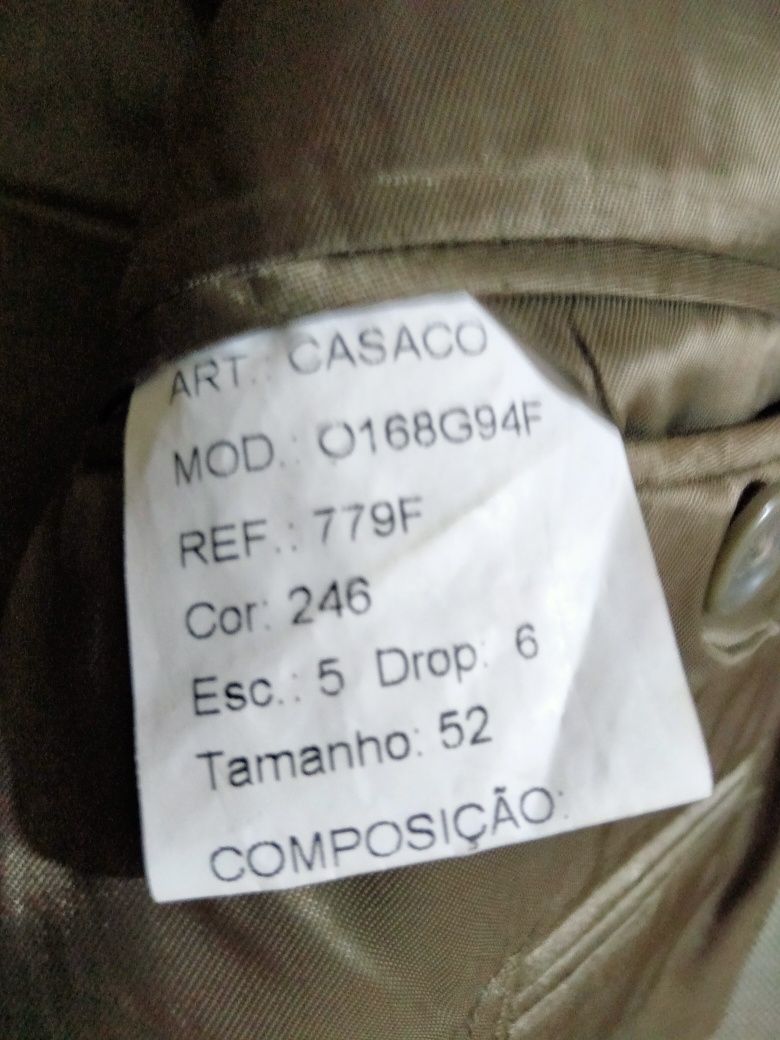 ART.: CASACO
MOD.: O168G94F
REF.: 779F
Cor: 246
Esc.: 5 Drop: 6
Tamanho: 52
COMPOSIÇÃO: